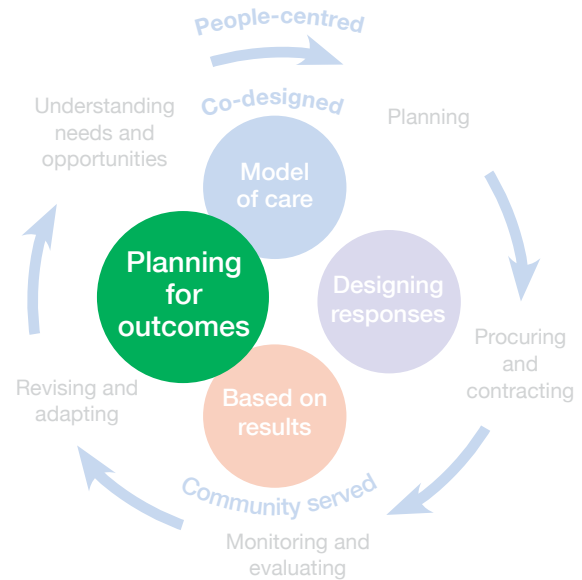 People-centred
Co-designed
Understanding
needs and
opportunities
Planning
Model
of care
Planning
for
outcomes
Designing
responses
Procuring
and
contracting
Revising and
adapting
Based on
results
Community served
Monitoring and
evaluating